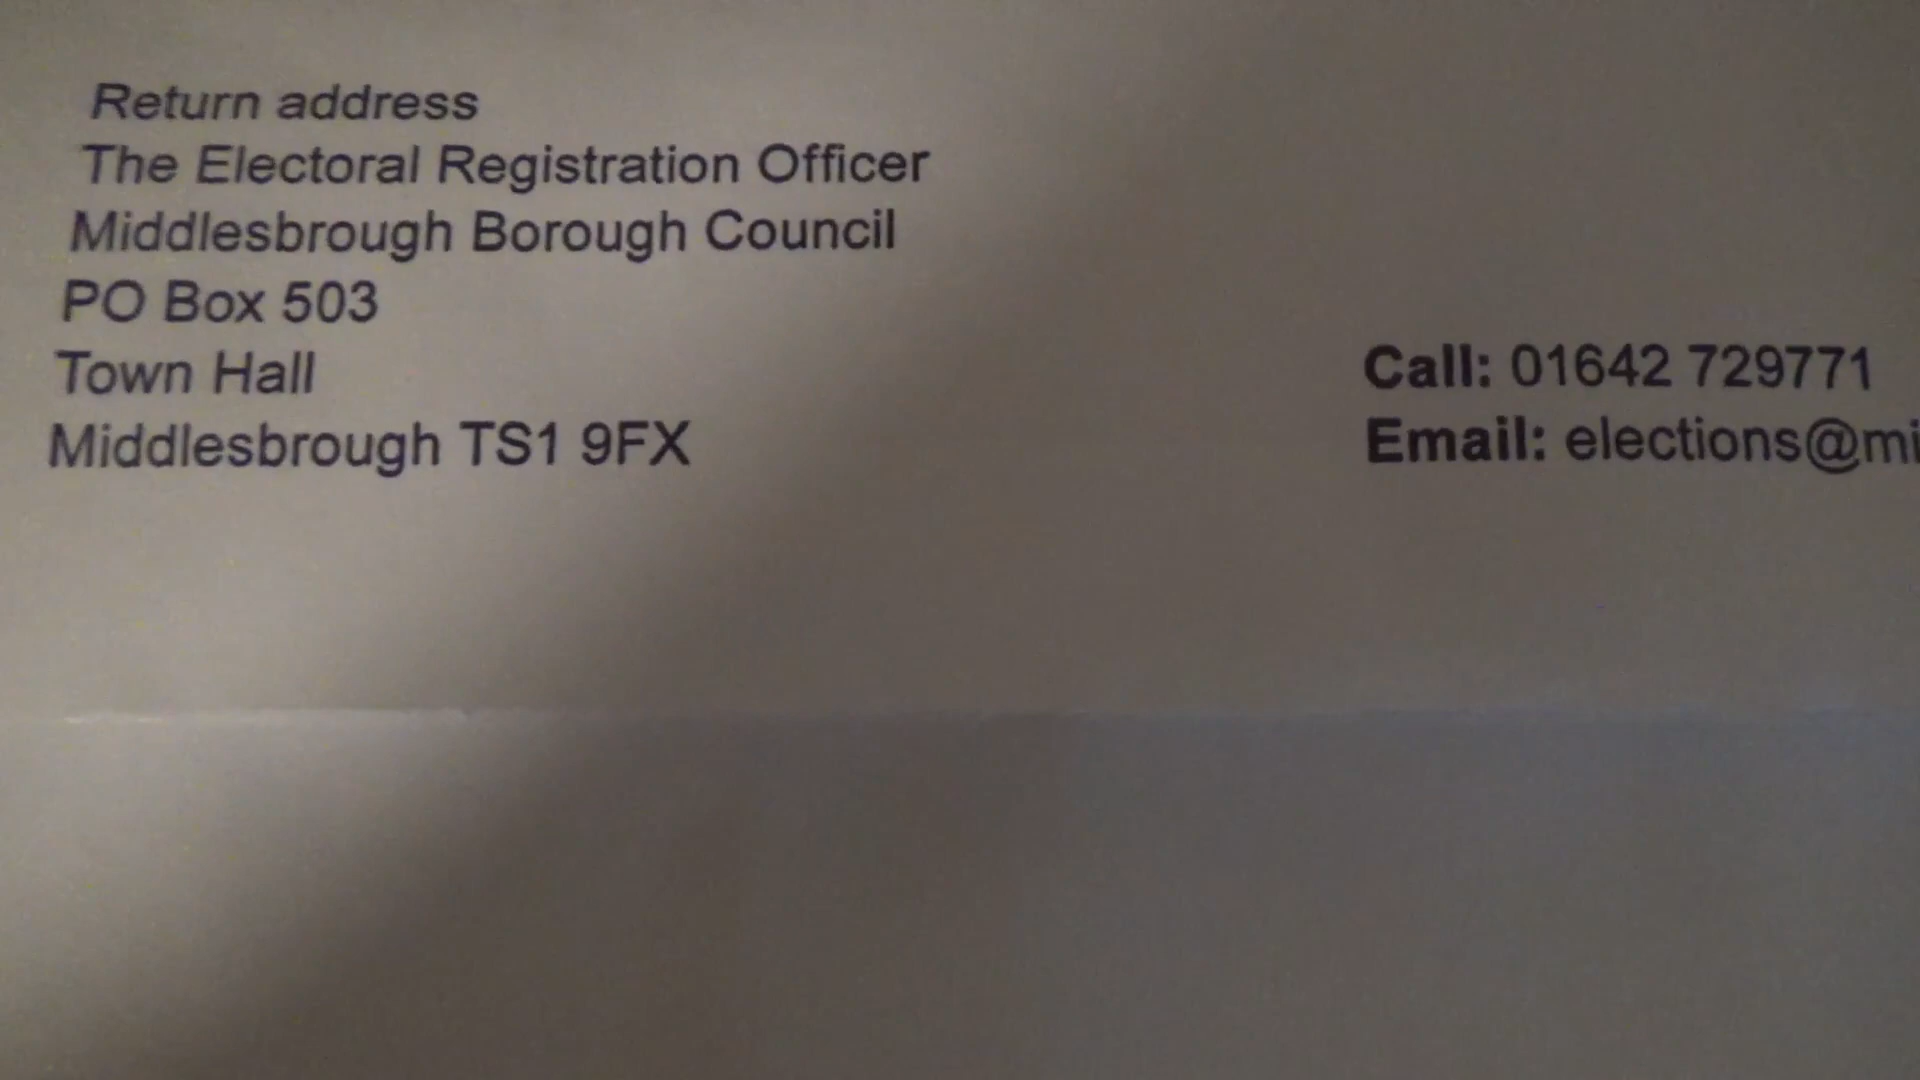 Return address
The Electoral Registration Officer
Middlesbrough Borough Council
PO Box 503
Town Hall
Middlesbrough TS1 9FX
Call: 01642 729771
Email: elections@mi